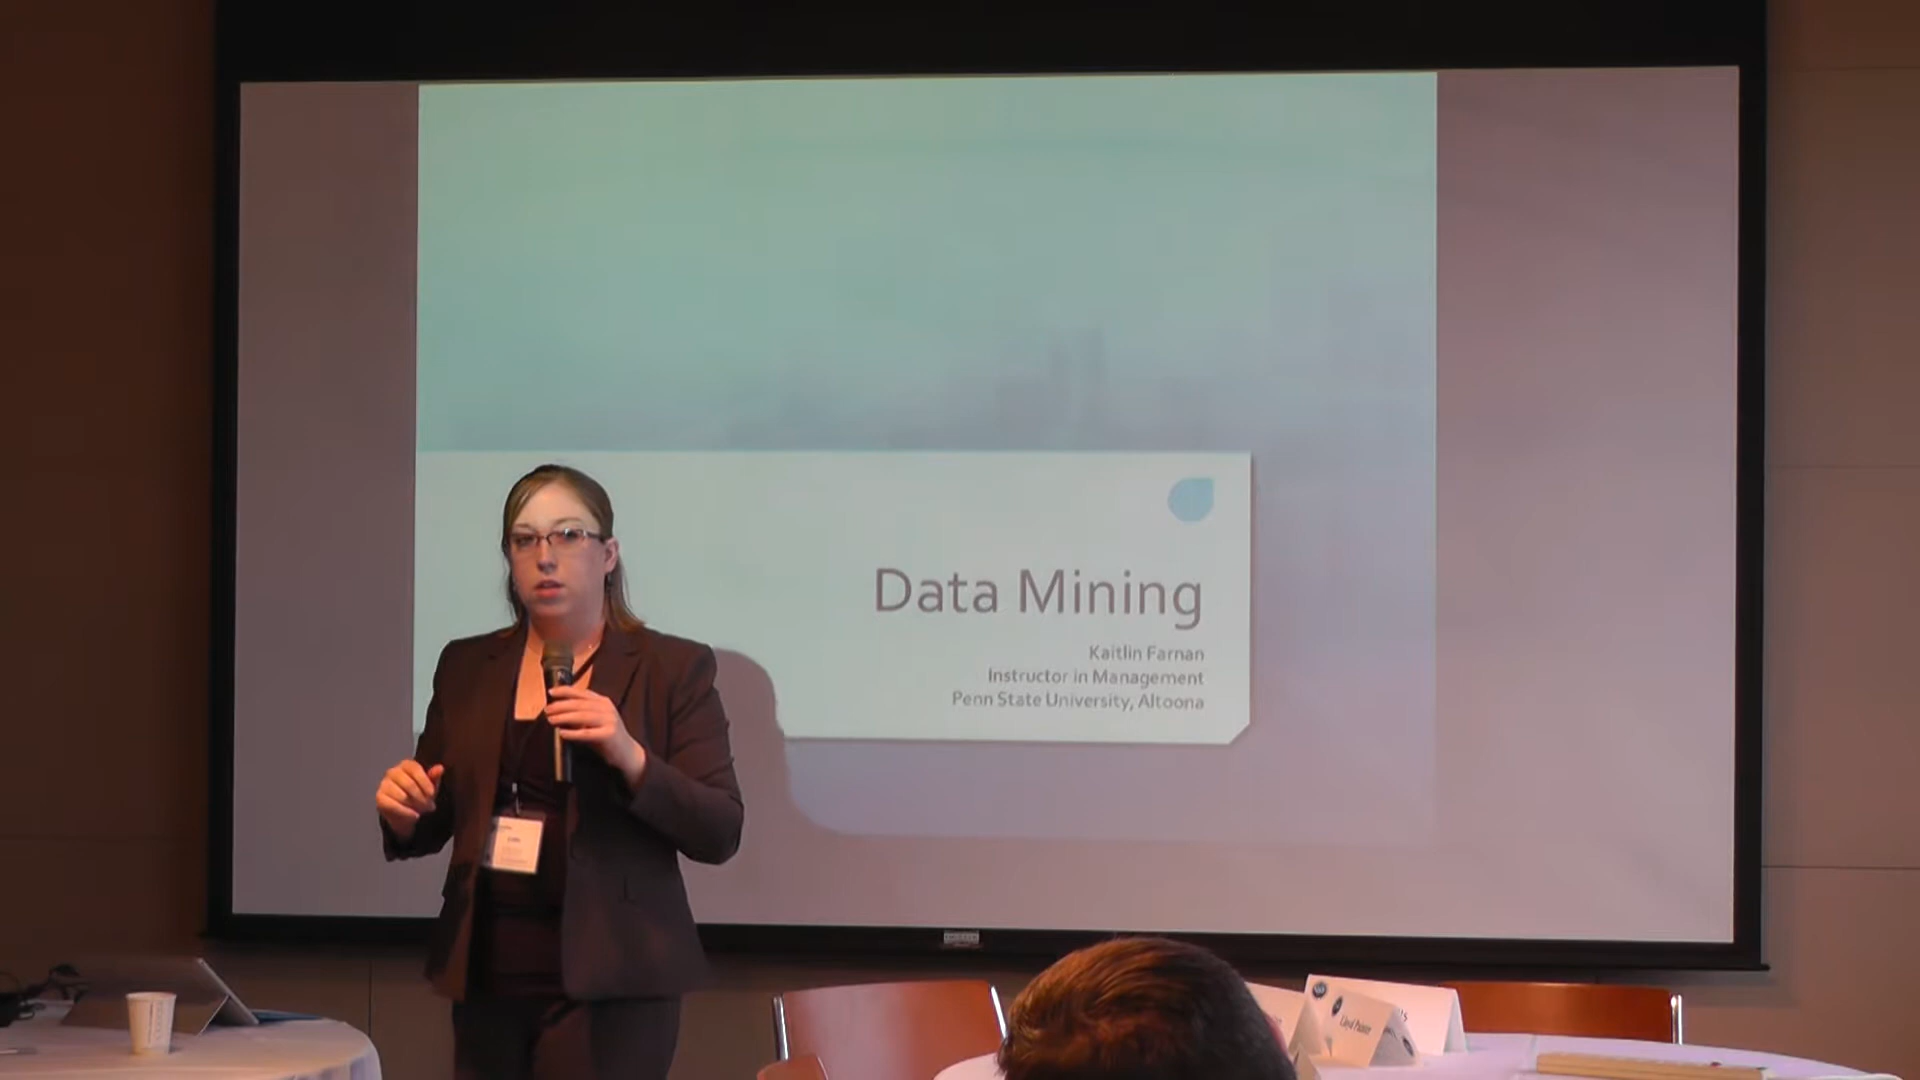 Data Mining
Kaitlin Farnan
Instructor in Management
Penn State University, Altoona